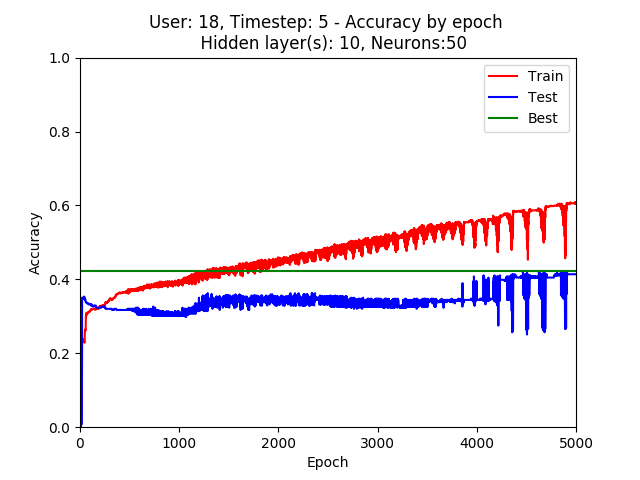 User: 18, Timestep: 5 - Accuracy by epoch
Hidden layer(s): 10, Neurons:50
1.0
Train
Test
Best
0.8
0.6
Accuracy
0.4
0.2
0.0
0 1000 2000 3000 4000 5000
Epoch